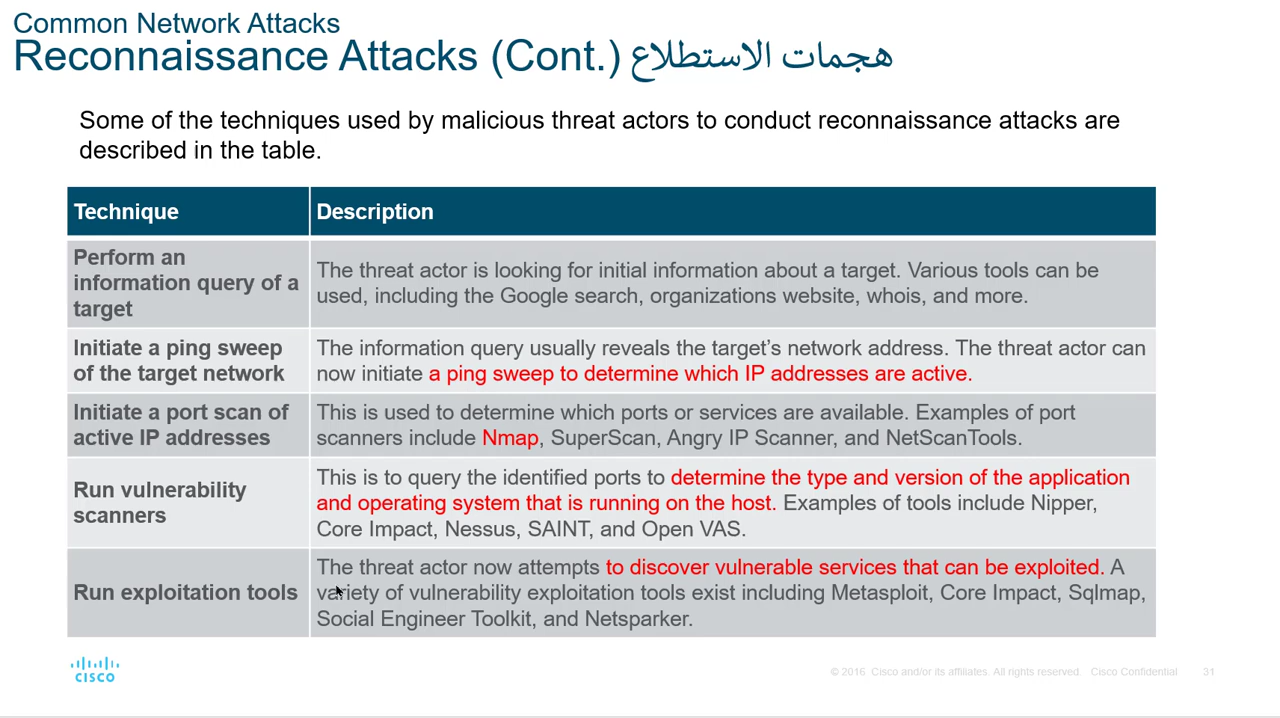 Common Network Attacks
Reconnaissance Attacks (Cont.) هجمات الاستطلاع
Some of the techniques used by malicious threat actors to conduct reconnaissance attacks are
described in the table.
Technique
Description
Perform an
information query of a
target
The threat actor is looking for initial information about a target. Various tools can be
used, including the Google search, organizations website, whois, and more.
Initiate a ping sweep
of the target network
The information query usually reveals the target's network address. The threat actor can
now initiate a ping sweep to determine which IP addresses are active.
Initiate a port scan of
active IP addresses
This is used to determine which ports or services are available. Examples of port
scanners include Nmap, SuperScan, Angry IP Scanner, and NetScanTools.
Run vulnerability
scanners
This is to query the identified ports to determine the type and version of the application
and operating system that is running on the host. Examples of tools include Nipper,
Core Impact, Nessus, SAINT, and Open VAS.
Run exploitation tools
The threat actor now attempts to discover vulnerable services that can be exploited. A
variety of vulnerability exploitation tools exist including Metasploit, Core Impact, Sqlmap,
Social Engineer Toolkit, and Netsparker.
CISCO
© 2016 Cisco and/or its affiliates. All rights reserved. Cisco Confidential
31